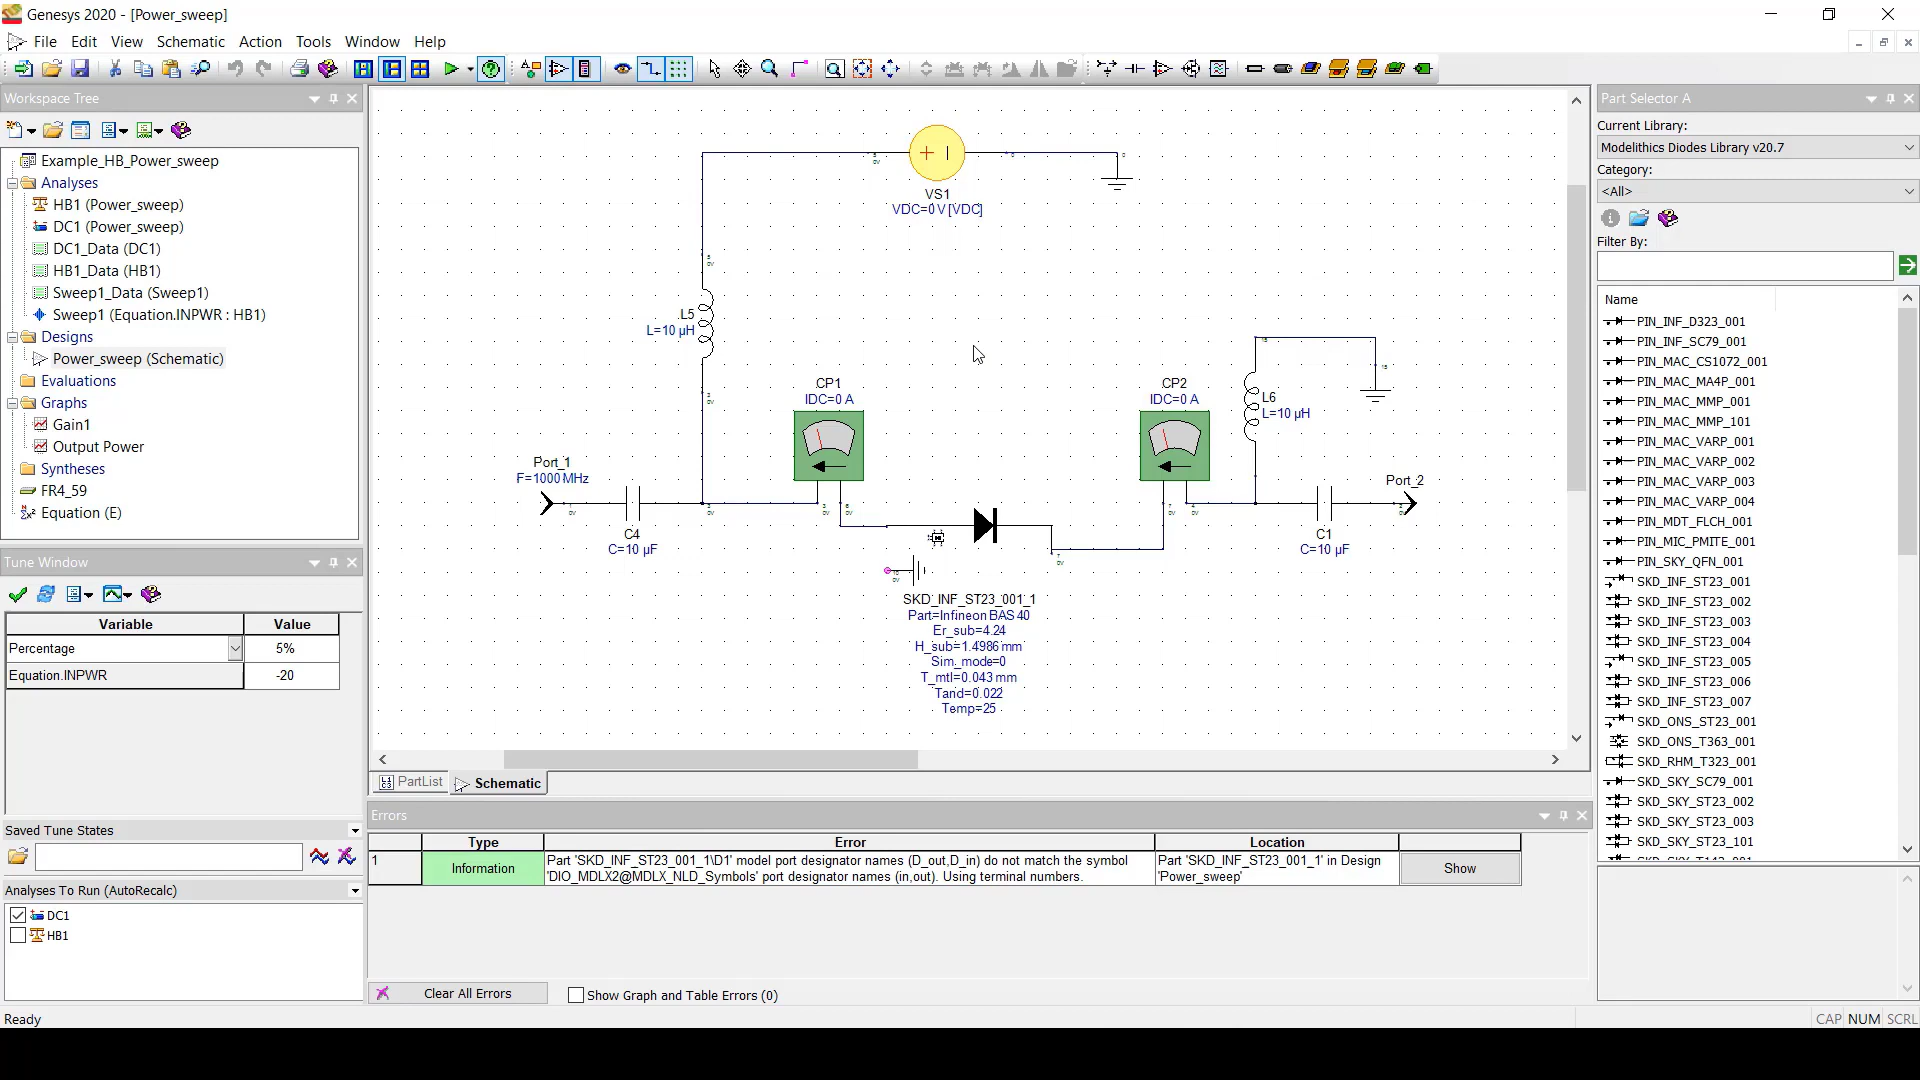 Genesys 2020 - [Power_sweep]
File Edit View Schematic Action Tools Window Help
Workspace Tree
Example_HB_Power_sweep
Analyses
HB1 (Power_sweep)
DC1 (Power_sweep)
DC1_Data (DC1)
HB1_Data (HB1)
Sweep1_Data (Sweep1)
Sweep1 (Equation.INPWR : HB1)
Designs
Power_sweep (Schematic)
Evaluations
Graphs
Gain1
Output Power
Syntheses
FR4_59
Equation (E)
Tune Window
Variable Value
Percentage 5%
Equation.INPWR -20
Saved Tune States
Analyses To Run (AutoRecalc)
DC1
HB1
VS1
VDC=0 V [VDC]
L5
L=10 µH
CP1
IDC=0 A
CP2
IDC=0 A
L6
L=10 µH
Port_1
F=1000 MHz
Port_2
C4
C=10 µF
C1
C=10 µF
SKD_INF_ST23_001_1
Part=Infineon BAS40
Er_sub=4.24
H_sub=1.4986 mm
Sim_mode=0
T_mtl=0.043 mm
Tand=0.022
Temp=25
PartList Schematic
Errors
Type Error Location
1 Information Part 'SKD_INF_ST23_001_1\D1' model port designator names (D_out,D_in) do not match the symbol 'DIO_MDLX2@MDLX_NLD_Symbols' port designator names (in,out). Using terminal numbers. Part 'SKD_INF_ST23_001_1' in Design 'Power_sweep' Show
Clear All Errors Show Graph and Table Errors (0)
Part Selector A
Current Library:
Modelithics Diodes Library v20.7
Category:
<All>
Filter By:
Name
PIN_INF_D323_001
PIN_INF_SC79_001
PIN_MAC_CS1072_001
PIN_MAC_MA4P_001
PIN_MAC_MMP_001
PIN_MAC_MMP_101
PIN_MAC_VARP_001
PIN_MAC_VARP_002
PIN_MAC_VARP_003
PIN_MAC_VARP_004
PIN_MDT_FLCH_001
PIN_MIC_PMITE_001
PIN_SKY_QFN_001
SKD_INF_ST23_001
SKD_INF_ST23_002
SKD_INF_ST23_003
SKD_INF_ST23_004
SKD_INF_ST23_005
SKD_INF_ST23_006
SKD_INF_ST23_007
SKD_ONS_ST23_001
SKD_ONS_T363_001
SKD_RHM_T323_001
SKD_SKY_SC79_001
SKD_SKY_ST23_002
SKD_SKY_ST23_003
SKD_SKY_ST23_101
Ready
CAP NUM SCRL